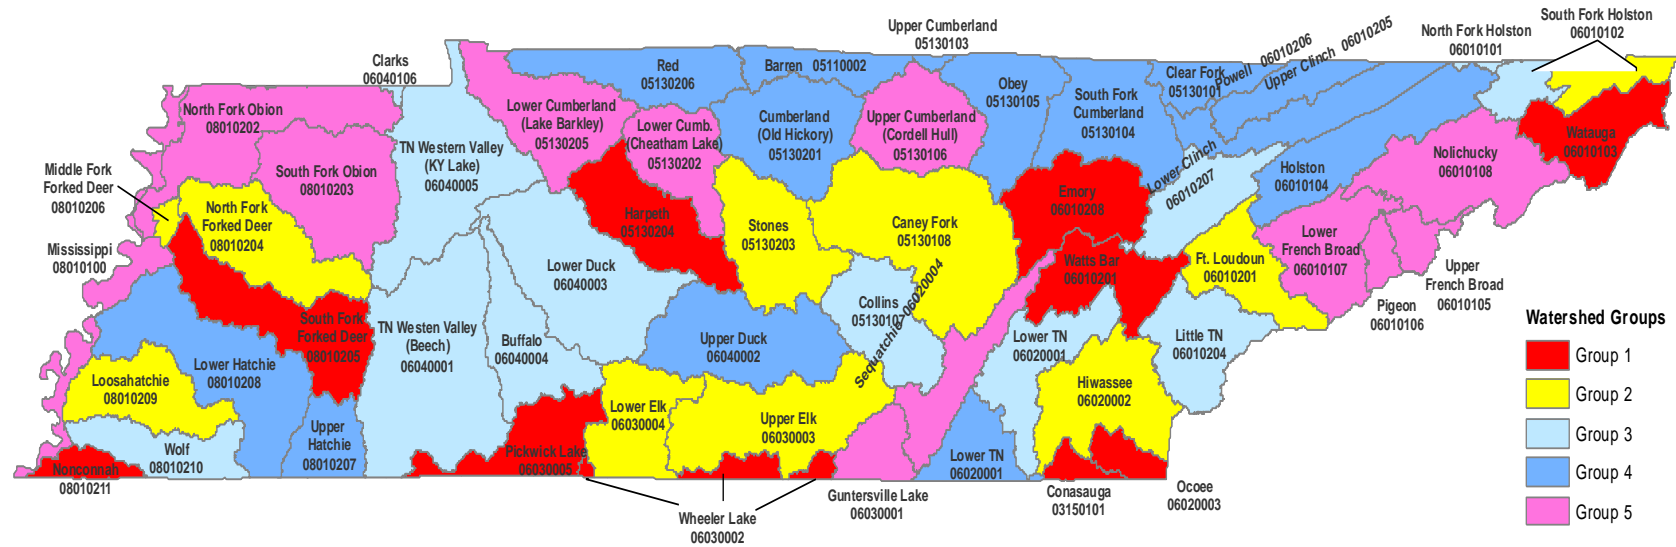 Upper Cumberland
05130103
South Fork Holston
06010102
North Fork Holston
06010101
Clarks
06040106
Red
05130206
Barren 05110002
Obey
05130105
South Fork
Cumberland
05130104
Clear Fork
05130101
Powell 06010206
Upper Clinch 06010205
North Fork Obion
08010202
Lower Cumberland
(Lake Barkley)
05130205
Lower Cumb.
(Cheatham Lake)
05130202
Cumberland
(Old Hickory)
05130201
Upper Cumberland
(Cordell Hull)
05130106
Watauga
06010103
Nolichucky
06010108
TN Western Valley
(KY Lake)
06040005
Middle Fork
Forked Deer
08010206
South Fork Obion
08010203
Lower Clinch
06010207
Holston
06010104
Emory
06010208
North Fork
Forked Deer
08010204
Harpeth
05130204
Stones
05130203
Caney Fork
05130108
Mississippi
08010100
Lower
French Broad
06010107
Ft. Loudoun
06010201
Watts Bar
06010201
Upper
French Broad
06010105
Pigeon
06010106
Lower Duck
06040003
Collins
05130107
Sequatchie 06020004
South Fork
Forked Deer
08010205
TN Westen Valley
(Beech)
06040001
Buffalo
06040004
Upper Duck
06040002
Lower TN
06020001
Little TN
06010204
Lower Hatchie
08010208
Loosahatchie
08010209
Hiwassee
06020002
Lower Elk
06030004
Upper Elk
06030003
Upper
Hatchie
08010207
Wolf
08010210
Pickwick Lake
06030005
Lower TN
06020001
Nonconnah
08010211
Wheeler Lake
06030002
Guntersville Lake
06030001
Conasauga
03150101
Ocoee
06020003
Watershed Groups
Group 1
Group 2
Group 3
Group 4
Group 5